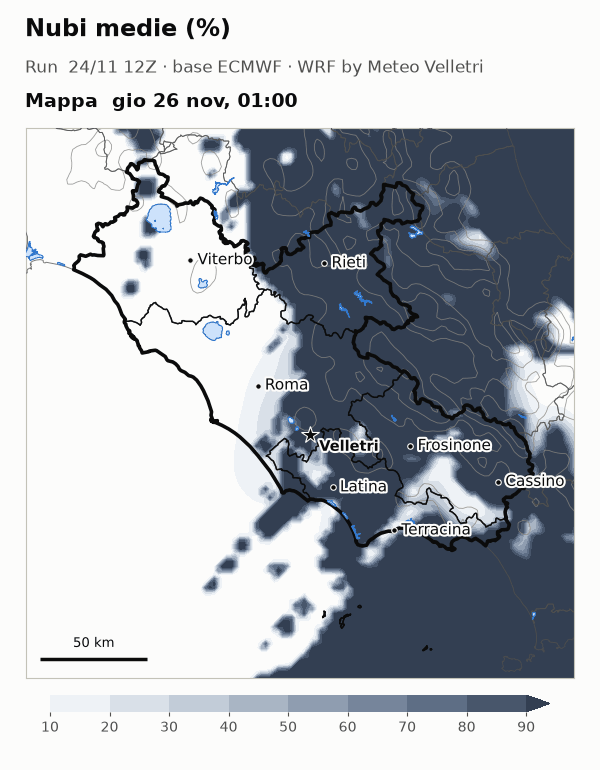 Nubi medie (%)
Run  24/11 12Z · base ECMWF · WRF by Meteo Velletri
Mappa  gio 26 nov, 01:00
Viterbo
Rieti
Roma
Velletri
Frosinone
Latina
Cassino
Terracina
50 km
10 20 30 40 50 60 70 80 90